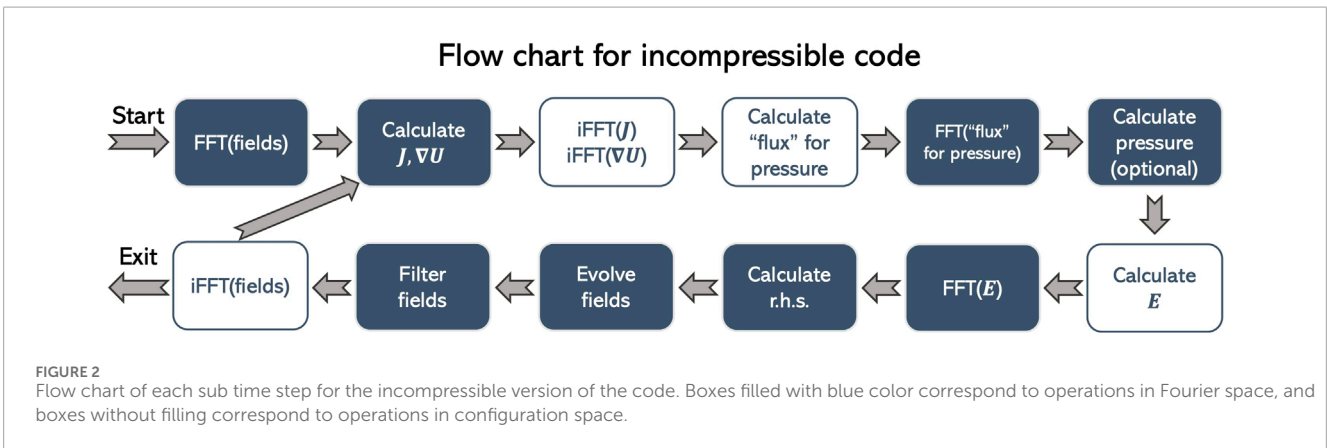 Flow chart for incompressible code
Start
FFT(fields)
Calculate
J, ∇U
iFFT(J)
iFFT(∇U)
Calculate
“flux” for
pressure
FFT(“flux”
for pressure)
Calculate
pressure
(optional)
Exit
iFFT(fields)
Filter
fields
Evolve
fields
Calculate
r.h.s.
FFT(E)
Calculate
E
FIGURE 2
Flow chart of each sub time step for the incompressible version of the code. Boxes filled with blue color correspond to operations in Fourier space, and
boxes without filling correspond to operations in configuration space.